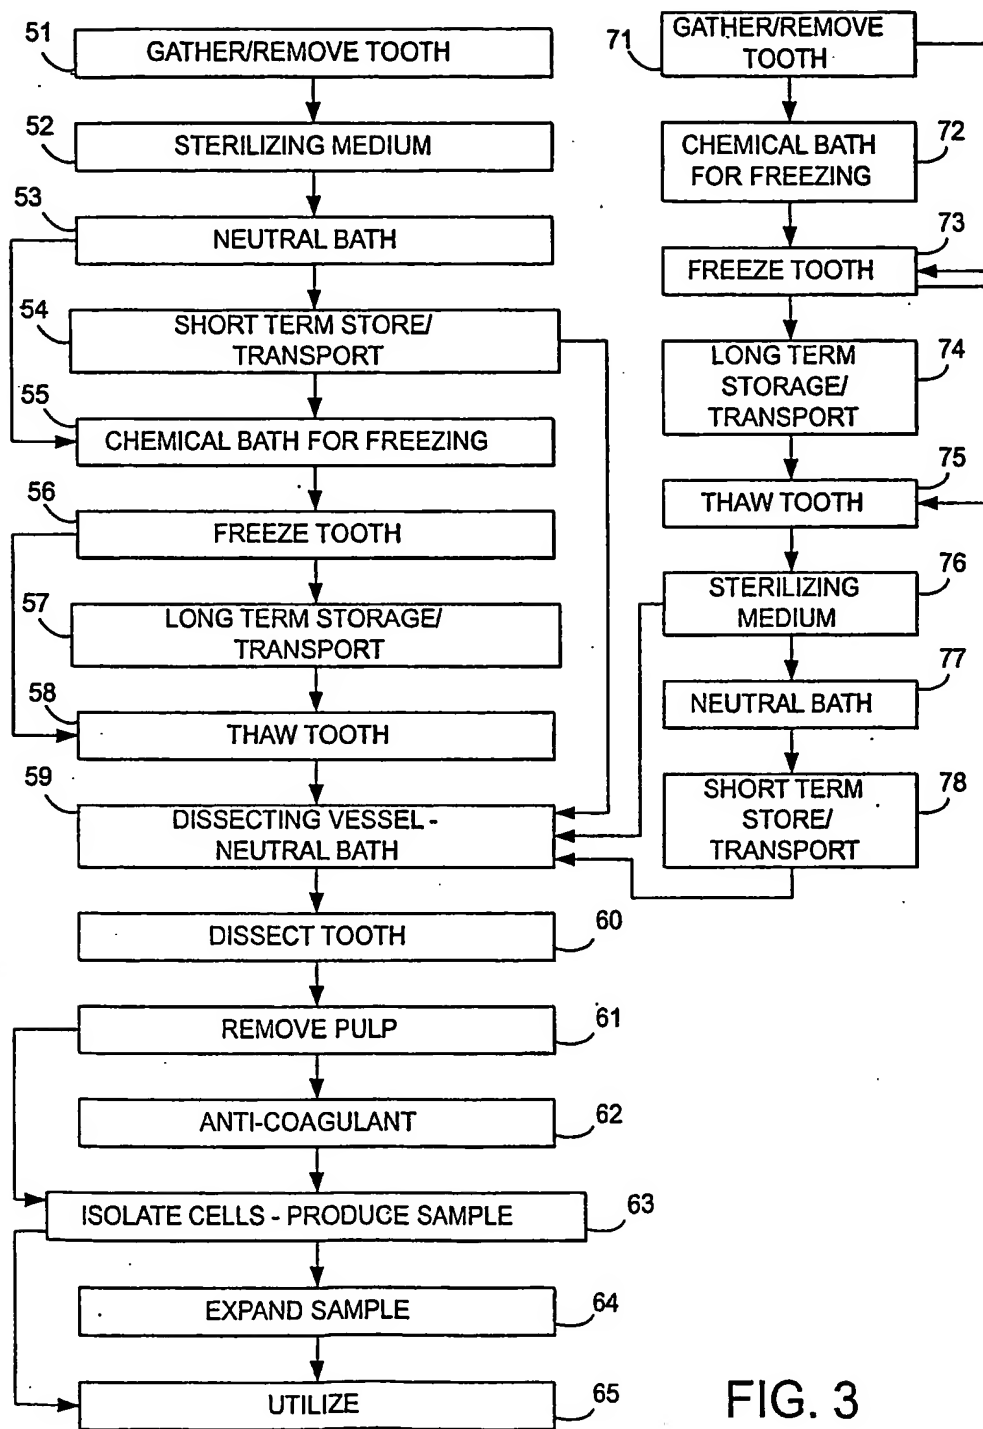 51
GATHER/REMOVE TOOTH
52
STERILIZING MEDIUM
53
NEUTRAL BATH
54
SHORT TERM STORE/
TRANSPORT
55
CHEMICAL BATH FOR FREEZING
56
FREEZE TOOTH
57
LONG TERM STORAGE/
TRANSPORT
58
THAW TOOTH
59
DISSECTING VESSEL -
NEUTRAL BATH
DISSECT TOOTH
60
REMOVE PULP
61
ANTI-COAGULANT
62
ISOLATE CELLS - PRODUCE SAMPLE
63
EXPAND SAMPLE
64
UTILIZE
65
71
GATHER/REMOVE
TOOTH
CHEMICAL BATH
FOR FREEZING
72
FREEZE TOOTH
73
LONG TERM
STORAGE/
TRANSPORT
74
THAW TOOTH
75
STERILIZING
MEDIUM
76
NEUTRAL BATH
77
SHORT TERM
STORE/
TRANSPORT
78
FIG. 3